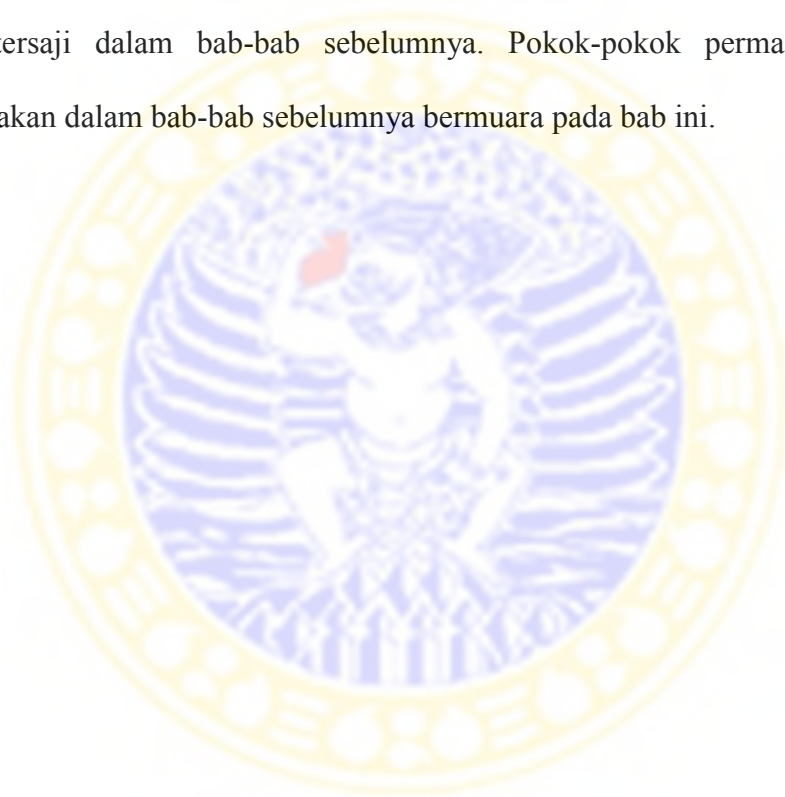 tersaji dalam bab-bab sebelumnya. Pokok-pokok perma
akan dalam bab-bab sebelumnya bermuara pada bab ini.